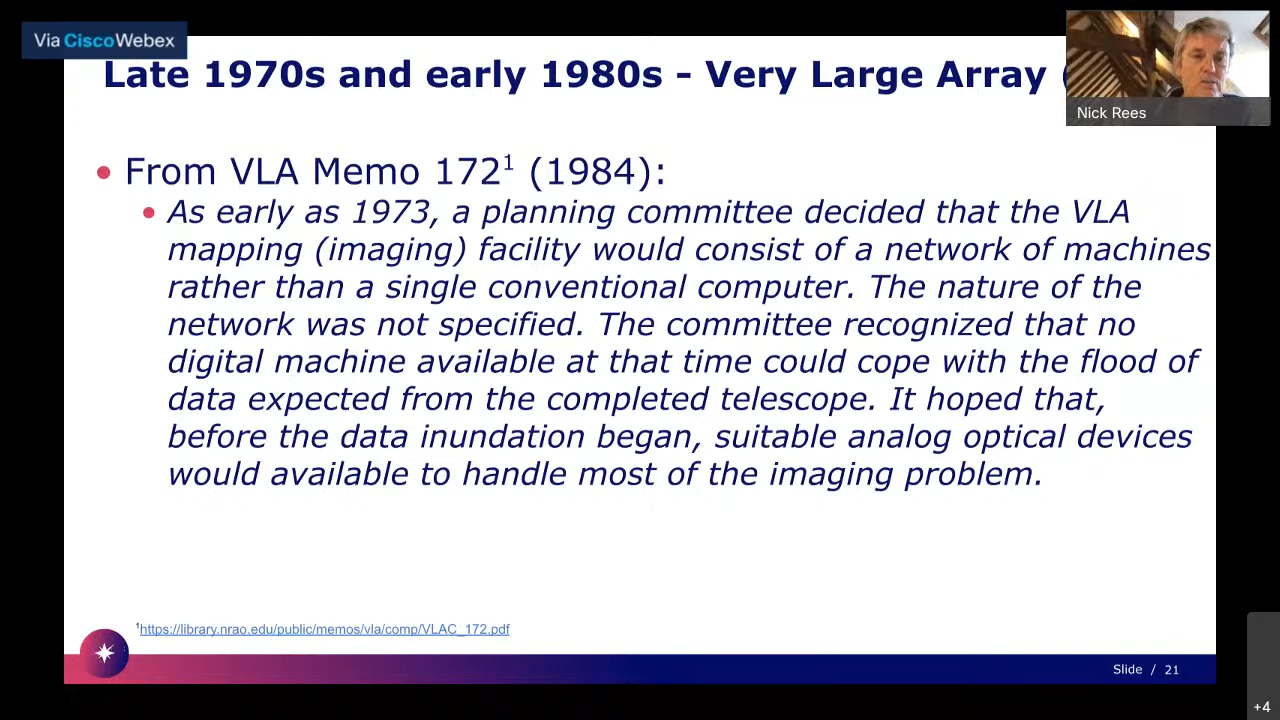 Via CiscoWebex
Late 1970s and early 1980s - Very Large Array (
Nick Rees
• From VLA Memo 172¹ (1984):
• As early as 1973, a planning committee decided that the VLA
mapping (imaging) facility would consist of a network of machines
rather than a single conventional computer. The nature of the
network was not specified. The committee recognized that no
digital machine available at that time could cope with the flood of
data expected from the completed telescope. It hoped that,
before the data inundation began, suitable analog optical devices
would available to handle most of the imaging problem.
¹https://library.nrao.edu/public/memos/vla/comp/VLAC_172.pdf
Slide / 21
+4